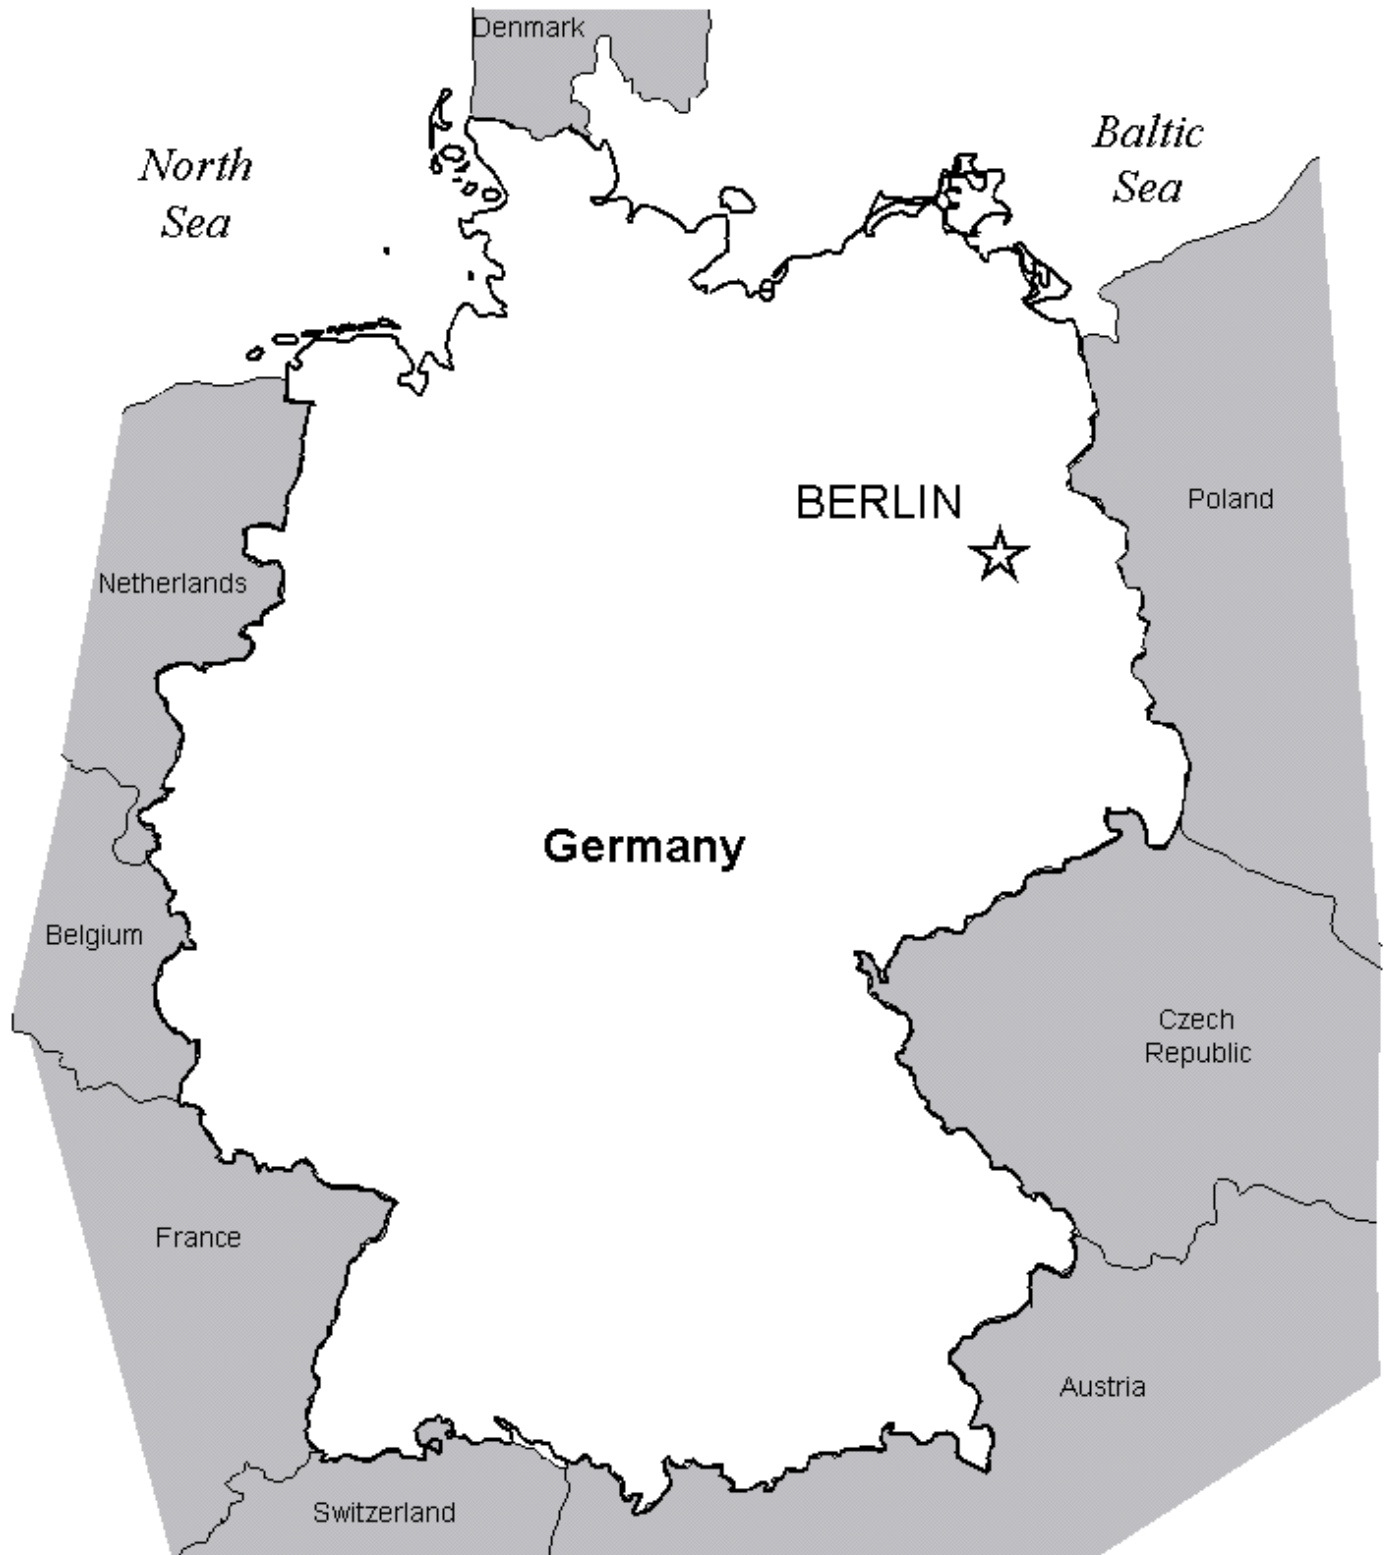 Denmark
North
Sea
Baltic
Sea
BERLIN
Poland
Netherlands
Germany
Belgium
Czech
Republic
France
Austria
Switzerland